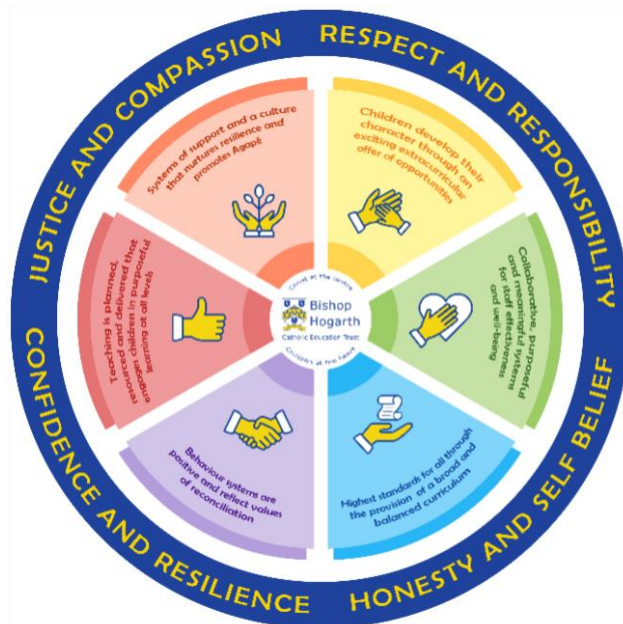 JUSTICE AND COMPASSION
RESPECT AND RESPONSIBILITY
HONESTY AND SELF BELIEF
CONFIDENCE AND RESILIENCE
Systems of support and a culture
that nurtures resilience and
promotes Agapè
Children develop their
character through an
exciting extracurricular
offer of opportunities
Collaborative, purposeful
and meaningful systems
for staff effectiveness
and well-being
Highest standards for all through
the provision of a broad and
balanced curriculum
Behaviour systems are
positive and reflect values
of reconciliation
Teaching is planned,
resourced and delivered that
engages children in purposeful
learning at all levels
Christ at the centre
Bishop
Hogarth
Catholic Education Trust
Children at the heart